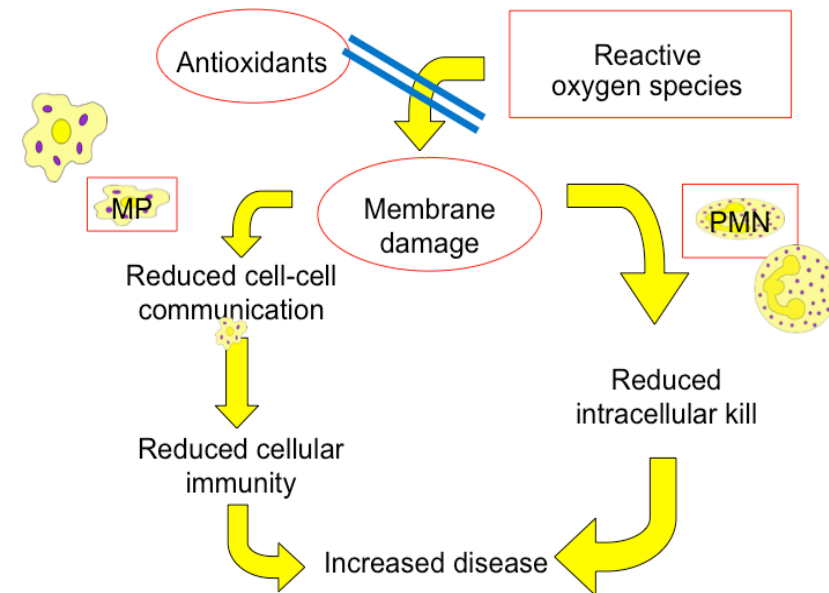 Antioxidants
Reactive
oxygen species
MP
Membrane
damage
PMN
Reduced cell-cell
communication
Reduced
intracellular kill
Reduced cellular
immunity
Increased disease